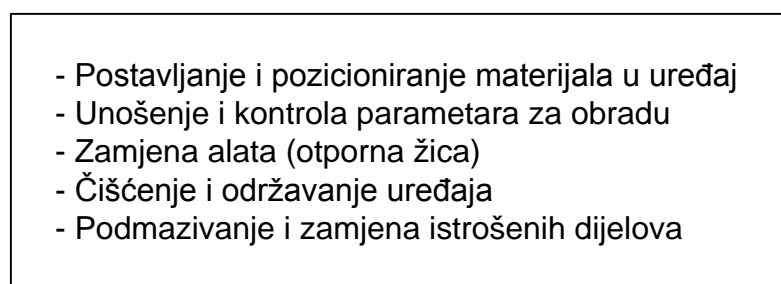 - Postavljanje i pozicioniranje materijala u uređaj
- Unošenje i kontrola parametara za obradu
- Zamjena alata (otporna žica)
- Čišćenje i održavanje uređaja
- Podmazivanje i zamjena istrošenih dijelova